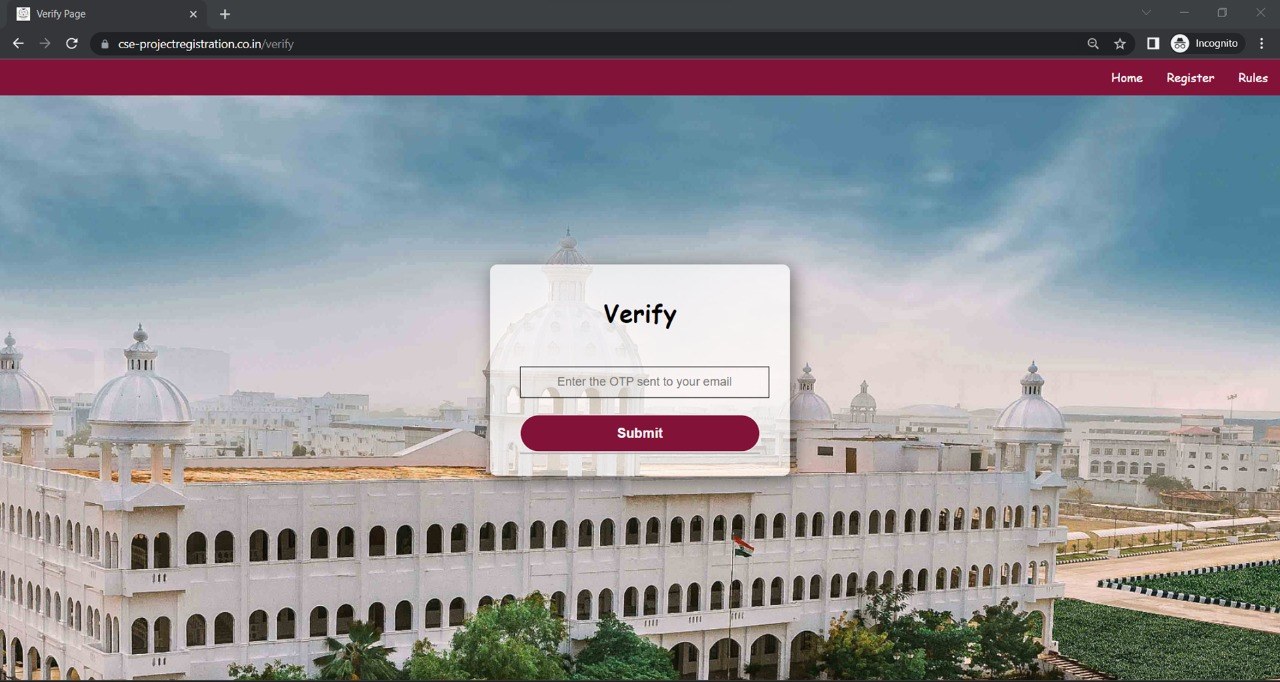 Verify Page
cse-projectregistration.co.in/verify
Incognito
Home Register Rules
Verify
Enter the OTP sent to your email
Submit